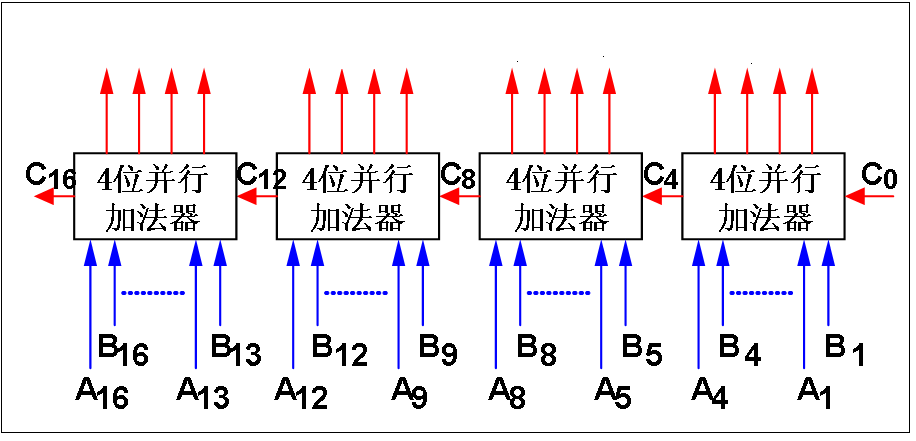 C16 4位并行 C12 4位并行 C8 4位并行 C4 4位并行 C0
加法器 加法器 加法器 加法器
B16 B13 B12 B9 B8 B5 B4 B1
A16 A13 A12 A9 A8 A5 A4 A1